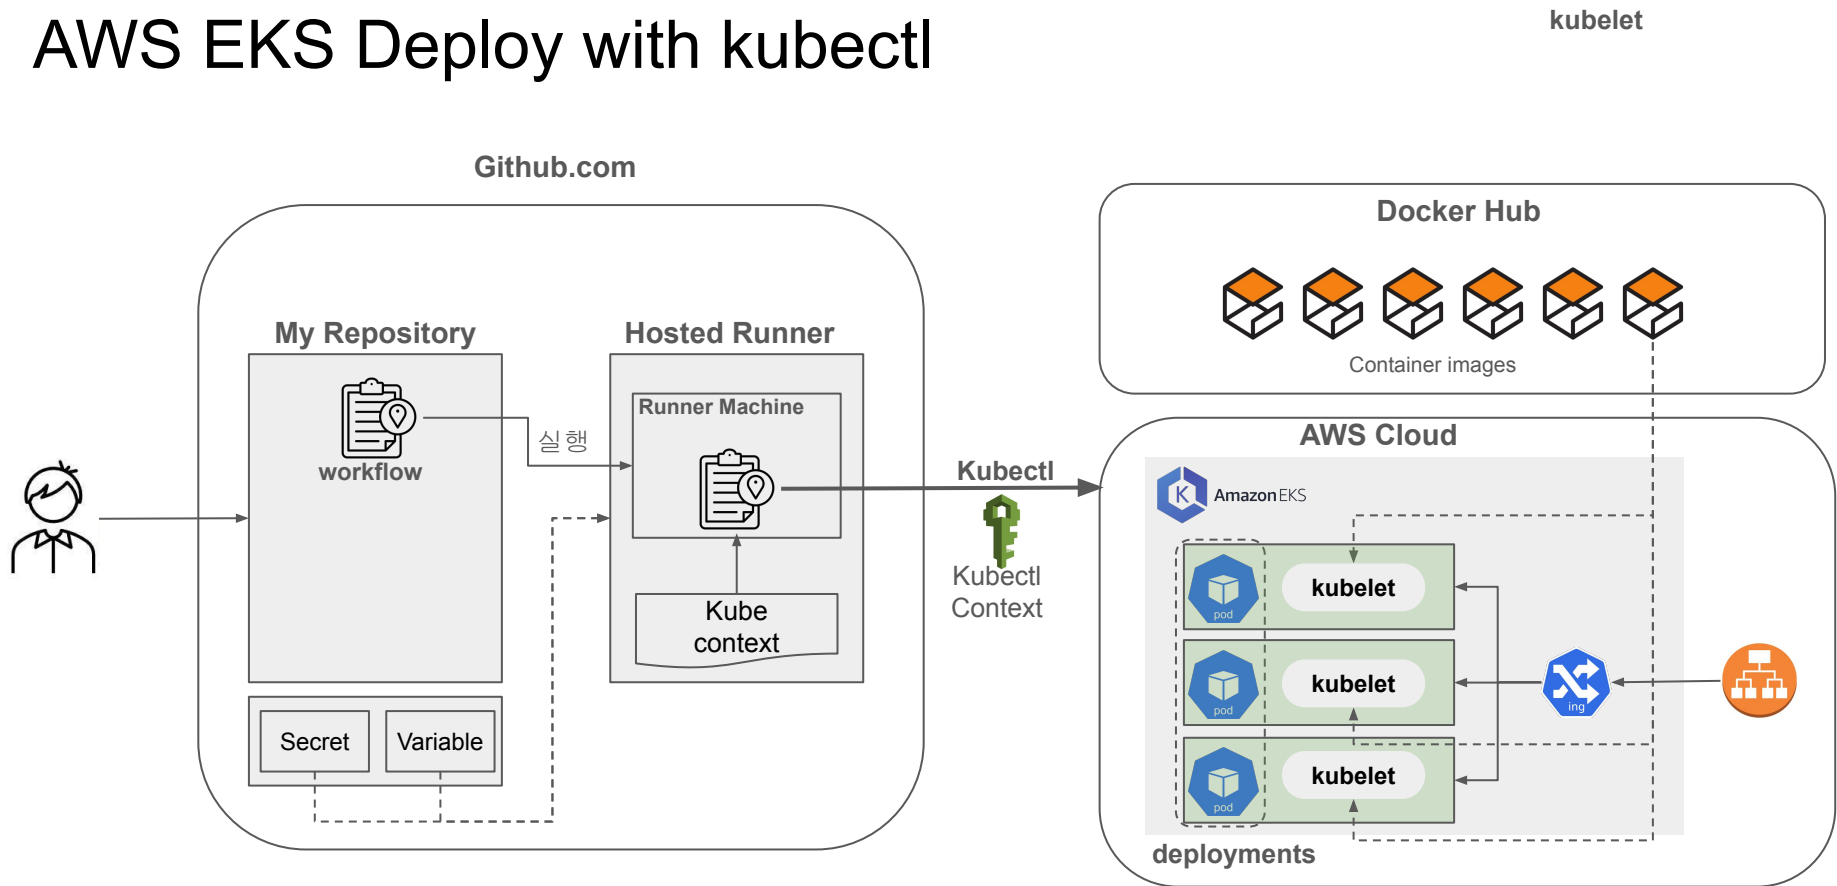 AWS EKS Deploy with kubectl
kubelet
Github.com
My Repository
workflow
실행
Hosted Runner
Runner Machine
Kube
context
Secret
Variable
Kubectl
Kubectl
Context
Docker Hub
Container images
AWS Cloud
K
Amazon EKS
pod
kubelet
pod
kubelet
pod
kubelet
ing
deployments